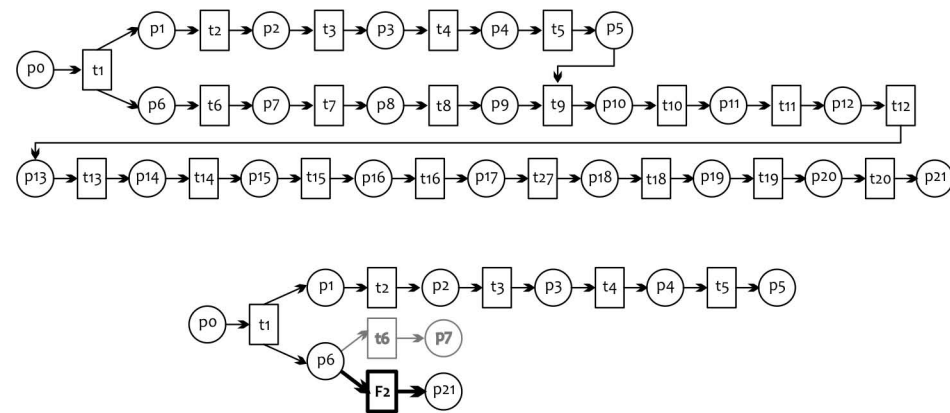 p1 t2 p2 t3 p3 t4 p4 t5 p5
p0 t1
p6 t6 p7 t7 p8 t8 p9 t9 p10 t10 p11 t11 p12 t12
p13 t13 p14 t14 p15 t15 p16 t16 p17 t27 p18 t18 p19 t19 p20 t20 p21
p1 t2 p2 t3 p3 t4 p4 t5 p5
p0 t1
t6 p7
p6
F2 p21